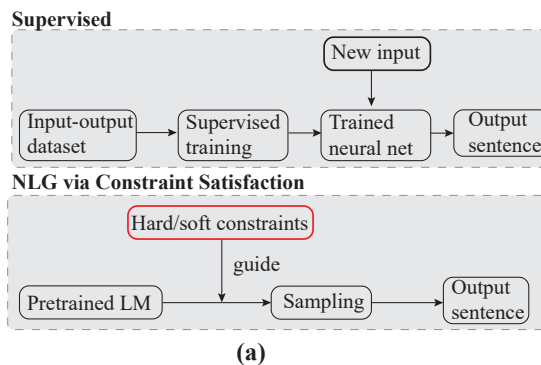 Supervised
New input
Input-output
dataset
Supervised
training
Trained
neural net
Output
sentence
NLG via Constraint Satisfaction
Hard/soft constraints
guide
Pretrained LM
Sampling
Output
sentence
(a)